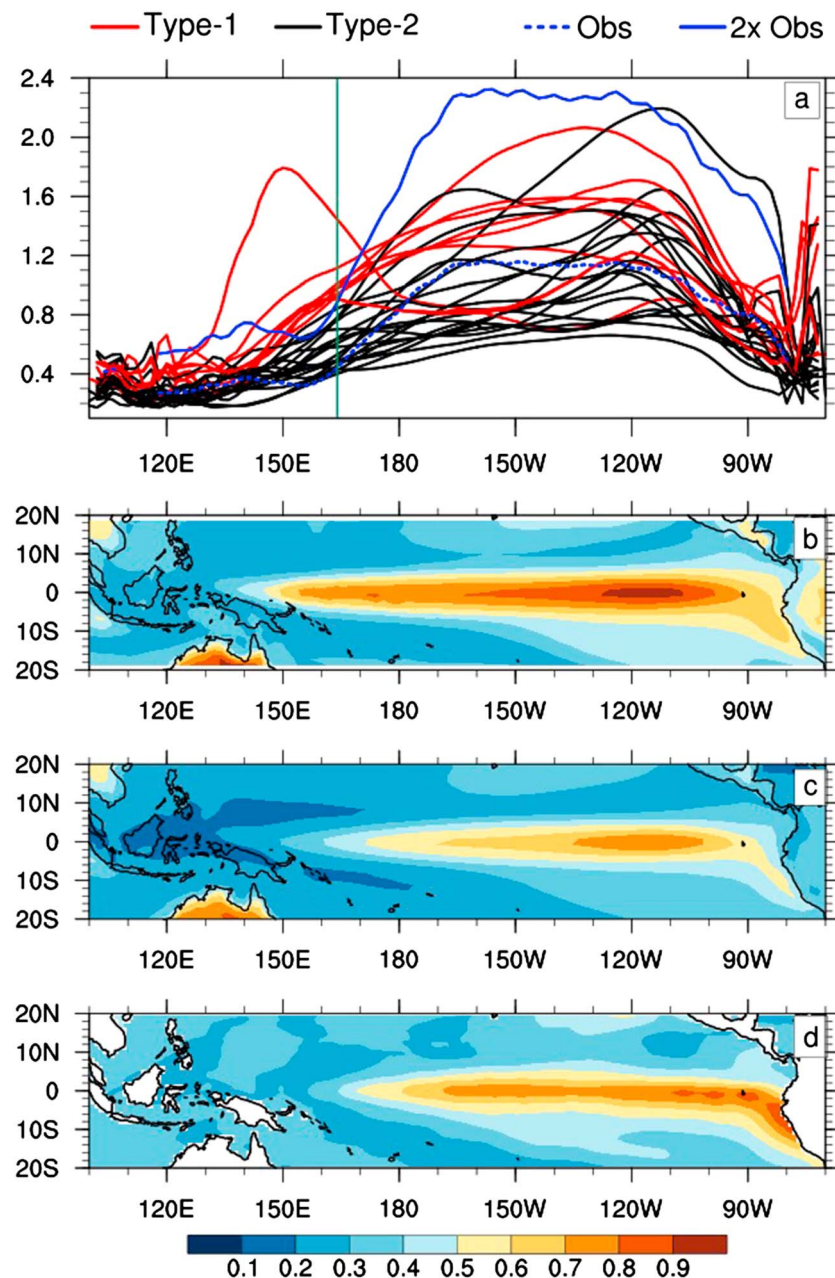 Type-1 Type-2 Obs 2x Obs
a
2.4
2.0
1.6
1.2
0.8
0.4
120E 150E 180 150W 120W 90W
b
20N
10N
0
10S
20S
120E 150E 180 150W 120W 90W
c
20N
10N
0
10S
20S
120E 150E 180 150W 120W 90W
d
20N
10N
0
10S
20S
120E 150E 180 150W 120W 90W
0.1 0.2 0.3 0.4 0.5 0.6 0.7 0.8 0.9